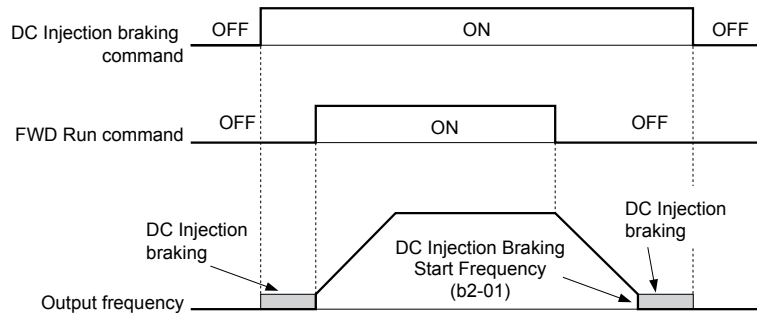 DC Injection braking
command
OFF
ON
OFF
FWD Run command
OFF
ON
OFF
DC Injection
braking
DC Injection Braking
Start Frequency
(b2-01)
DC Injection
braking
Output frequency